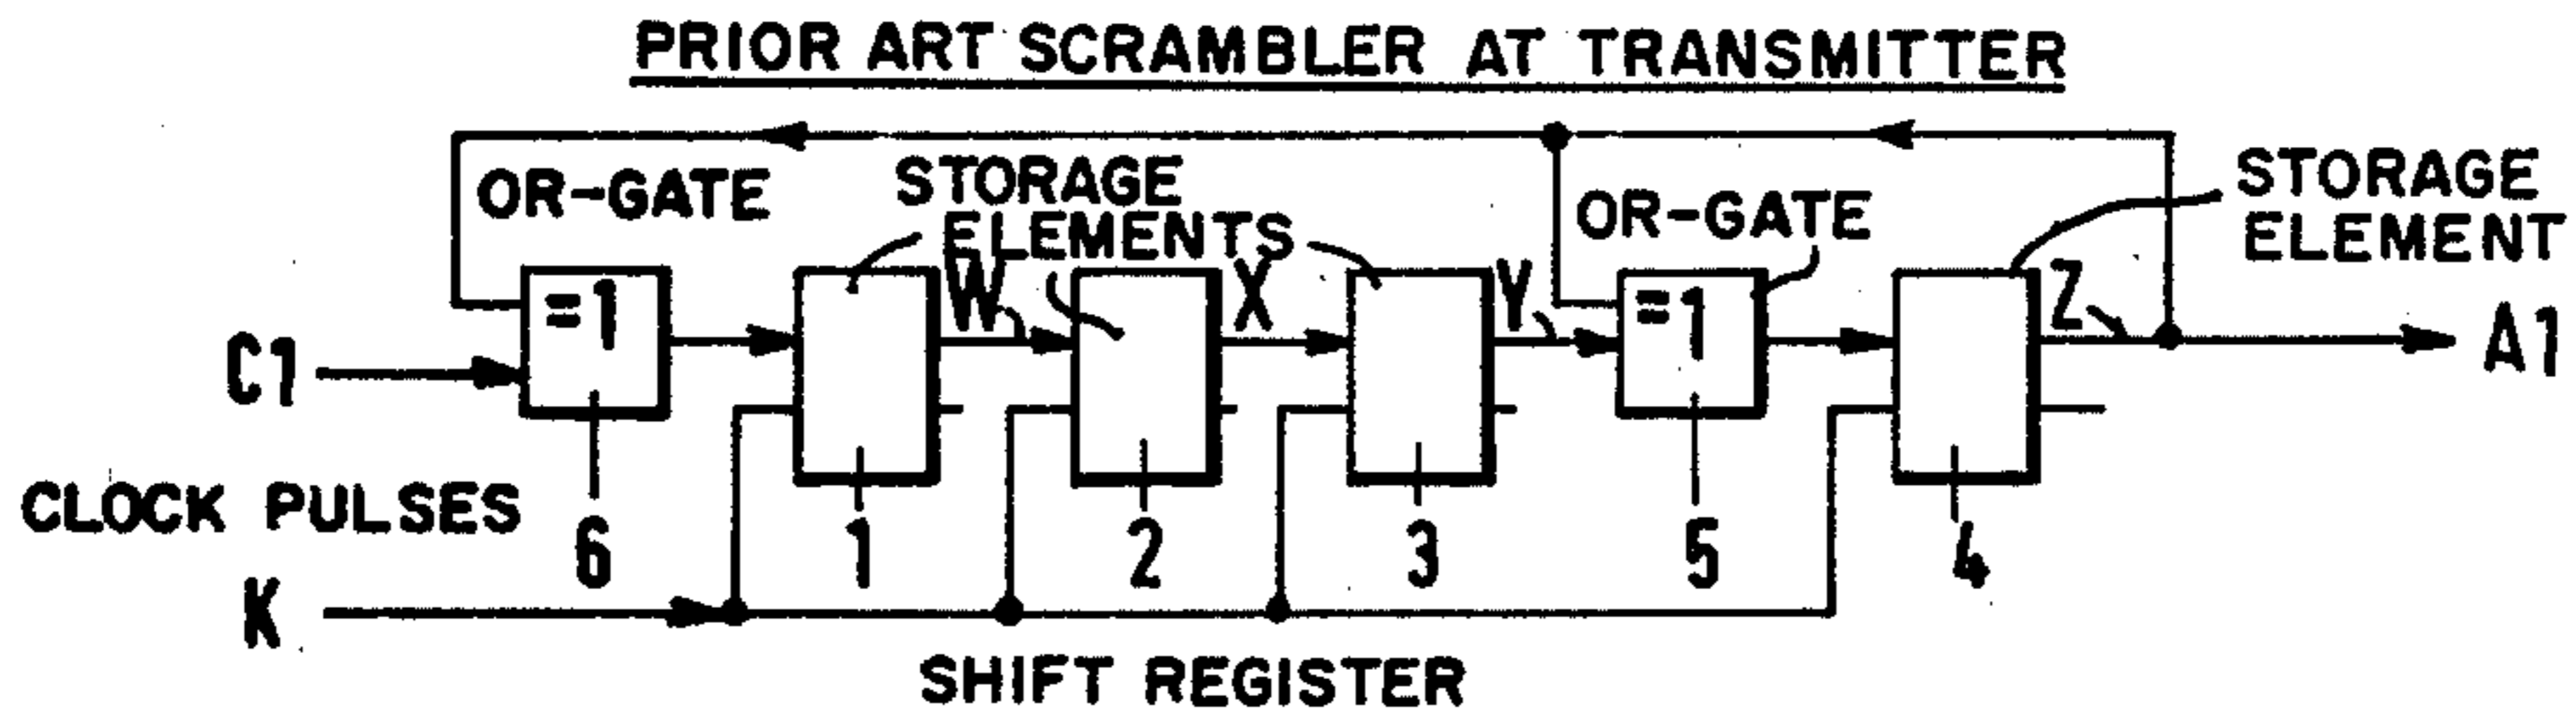 PRIOR ART SCRAMBLER AT TRANSMITTER
OR-GATE
STORAGE
ELEMENTS
OR-GATE
STORAGE
ELEMENT
=1
W
X
Y
=1
Z
C1
A1
CLOCK PULSES
6
1
2
3
5
4
K
SHIFT REGISTER